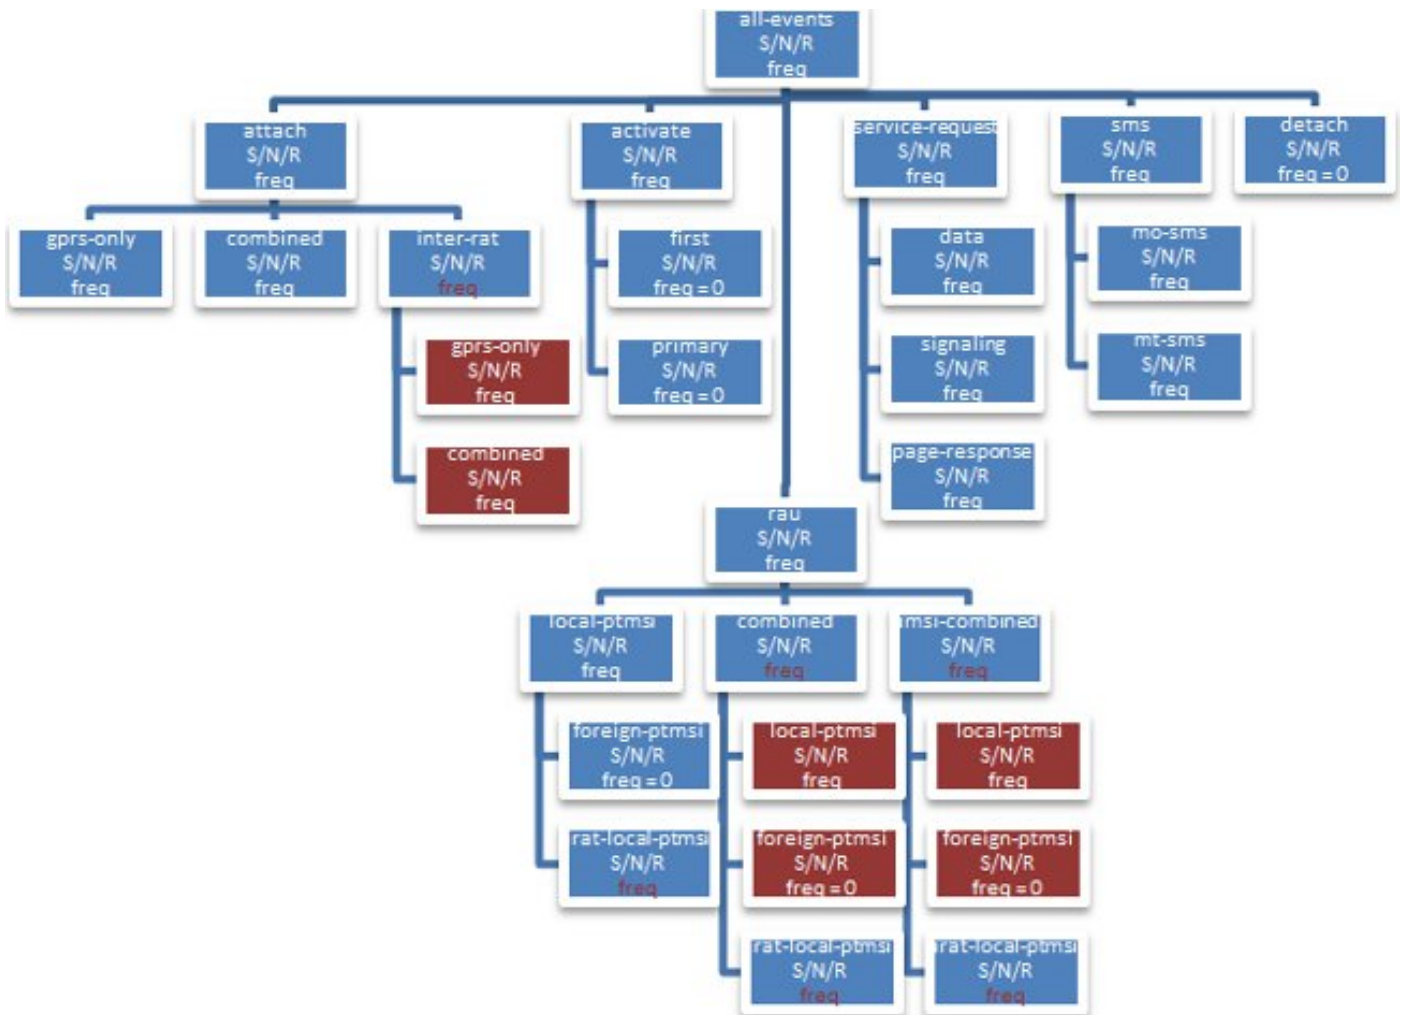 all-events
S/N/R
freq
attach
S/N/R
freq
activate
S/N/R
freq
service-request
S/N/R
freq
sms
S/N/R
freq
detach
S/N/R
freq = 0
gprs-only
S/N/R
freq
combined
S/N/R
freq
inter-rat
S/N/R
freq
first
S/N/R
freq = 0
data
S/N/R
freq
mo-sms
S/N/R
freq
gprs-only
S/N/R
freq
primary
S/N/R
freq = 0
signaling
S/N/R
freq
mt-sms
S/N/R
freq
combined
S/N/R
freq
page-response
S/N/R
freq
rau
S/N/R
freq
local-ptmsi
S/N/R
freq
combined
S/N/R
freq
imsi-combined
S/N/R
freq
foreign-ptmsi
S/N/R
freq = 0
local-ptmsi
S/N/R
freq
local-ptmsi
S/N/R
freq
rat-local-ptmsi
S/N/R
freq
foreign-ptmsi
S/N/R
freq = 0
foreign-ptmsi
S/N/R
freq = 0
rat-local-ptmsi
S/N/R
freq
irat-local-ptmsi
S/N/R
freq